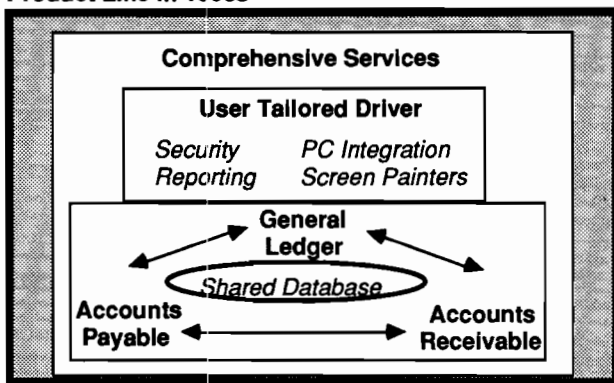 Comprehensive Services
User Tailored Driver
Security PC Integration
Reporting Screen Painters
General
Ledger
Shared Database
Accounts Payable
Accounts Receivable